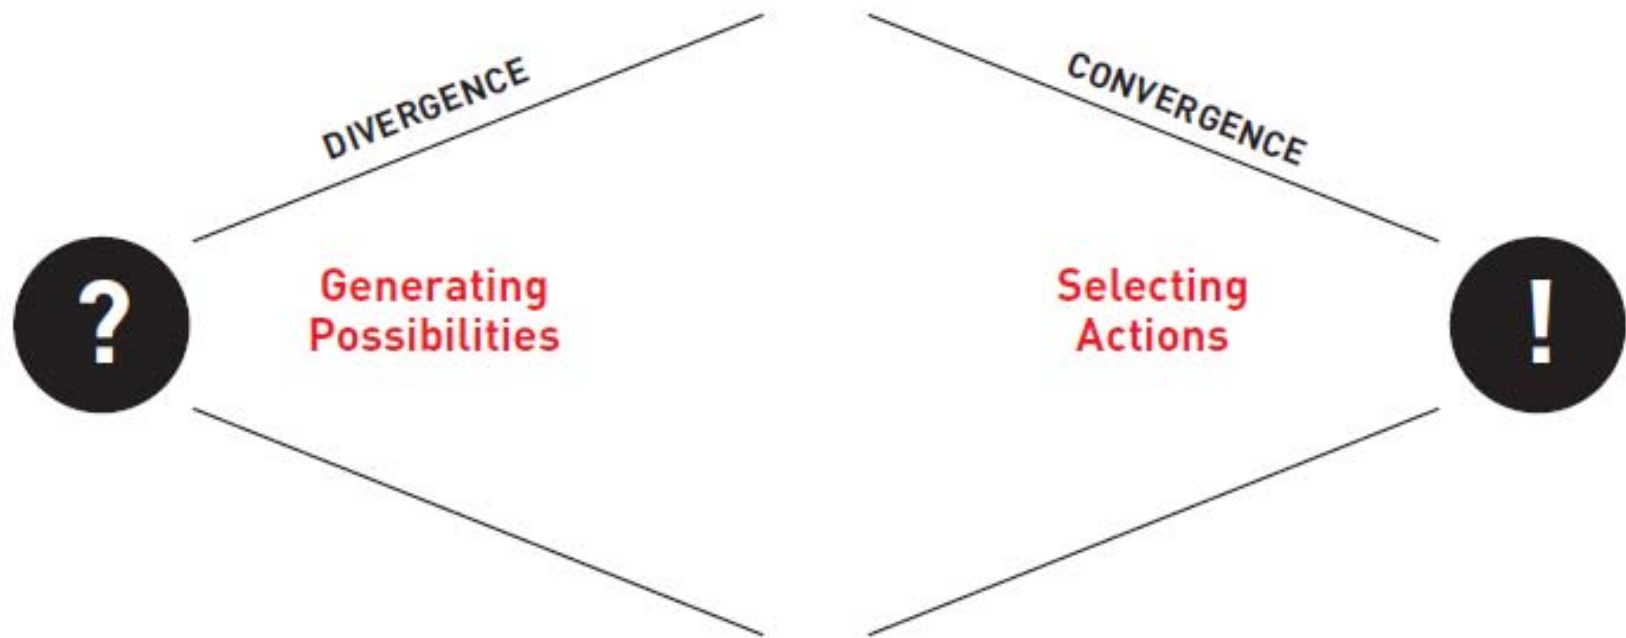 DIVERGENCE
CONVERGENCE
?
Generating
Possibilities
Selecting
Actions
!